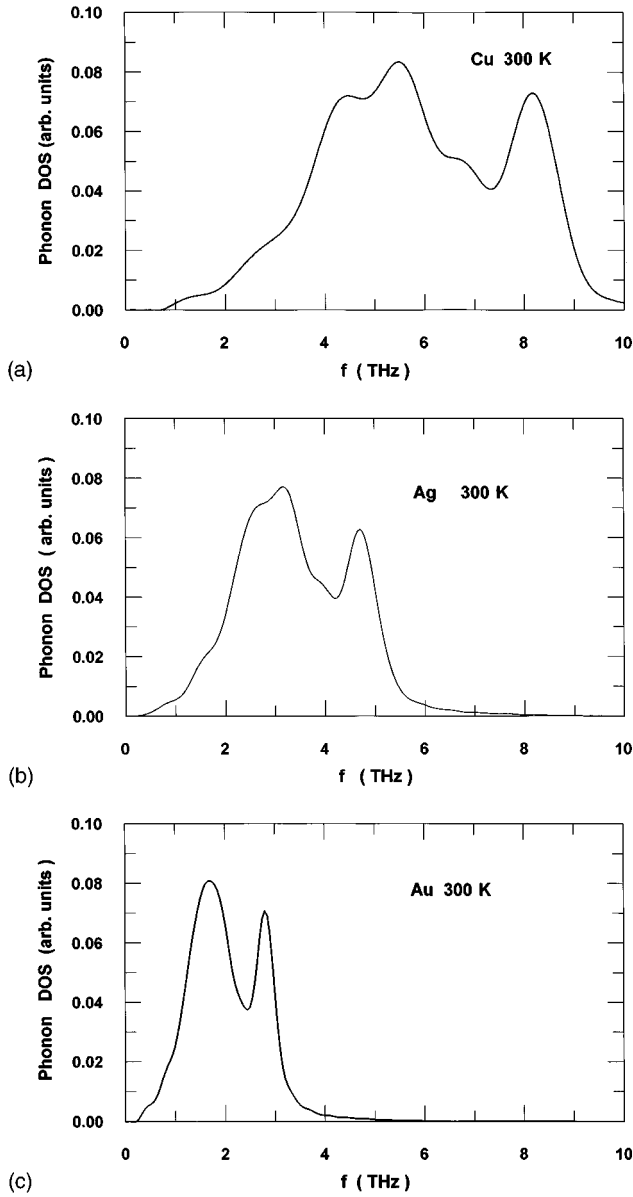 0.10
0.08
0.06
0.04
0.02
0.00
Phonon DOS (arb. units)
Cu 300 K
0 2 4 6 8 10
f ( THz )
(a)
0.10
0.08
0.06
0.04
0.02
0.00
Phonon DOS ( arb. units )
Ag 300 K
0 2 4 6 8 10
f ( THz )
(b)
0.10
0.08
0.06
0.04
0.02
0.00
Phonon DOS (arb. units )
Au 300 K
0 2 4 6 8 10
f ( THz )
(c)